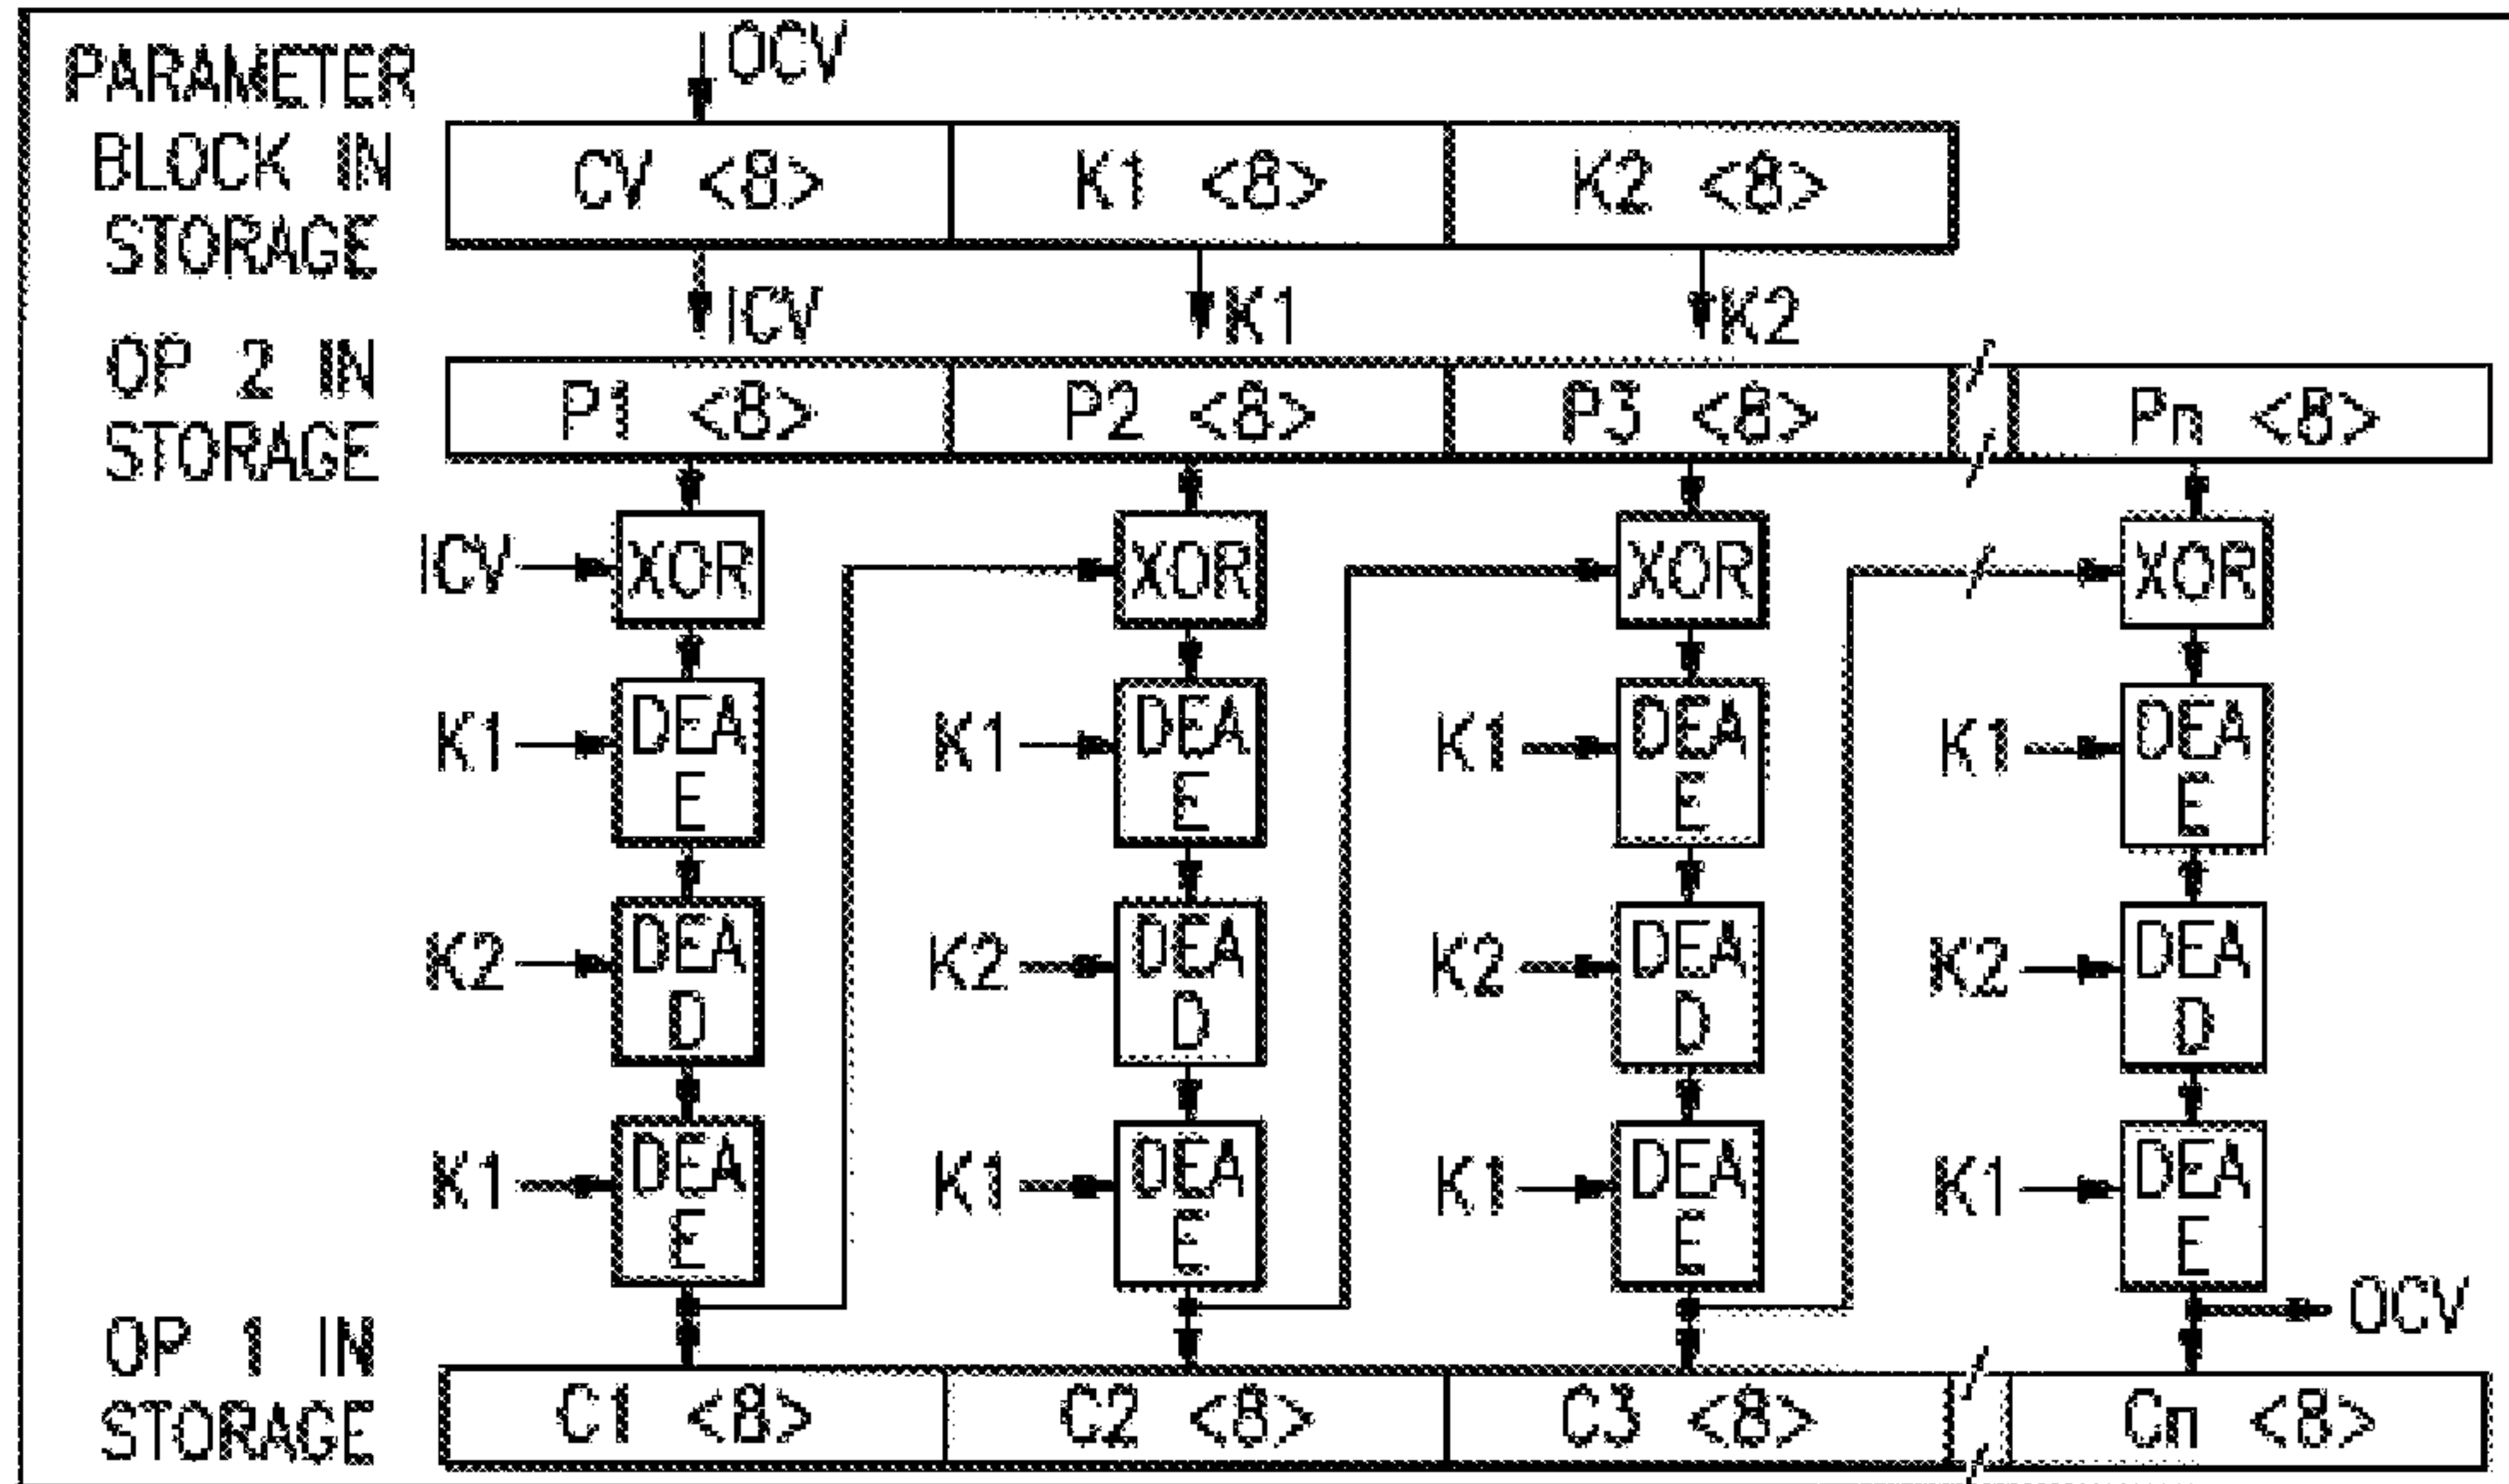 PARAMETER
BLOCK IN
STORAGE
OCV
CV <8> K1 <8> K2 <8>
ICV K1 K2
OP 2 IN
STORAGE
P1 <8> P2 <8> P3 <8> Pn <8>
ICV XOR XOR XOR XOR
K1 DEA K1 DEA K1 DEA K1 DEA
E E E E
K2 DEA K2 DEA K2 DEA K2 DEA
D D D D
K1 DEA K1 DEA K1 DEA K1 DEA
E E E E
OCV
OP 1 IN
STORAGE
C1 <8> C2 <8> C3 <8> Cn <8>